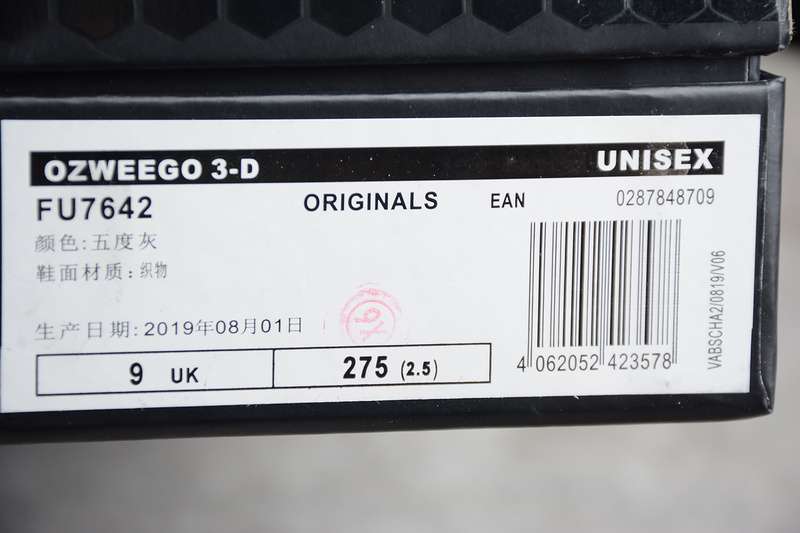 OZWEEGO 3-D UNISEX
FU7642 ORIGINALS EAN 0287848709
颜色:五度灰
鞋面材质:织物
生产日期:2019年08月01日
9 UK 275 (2.5)
4 062052 423578
VABSCHA2/0819/V06